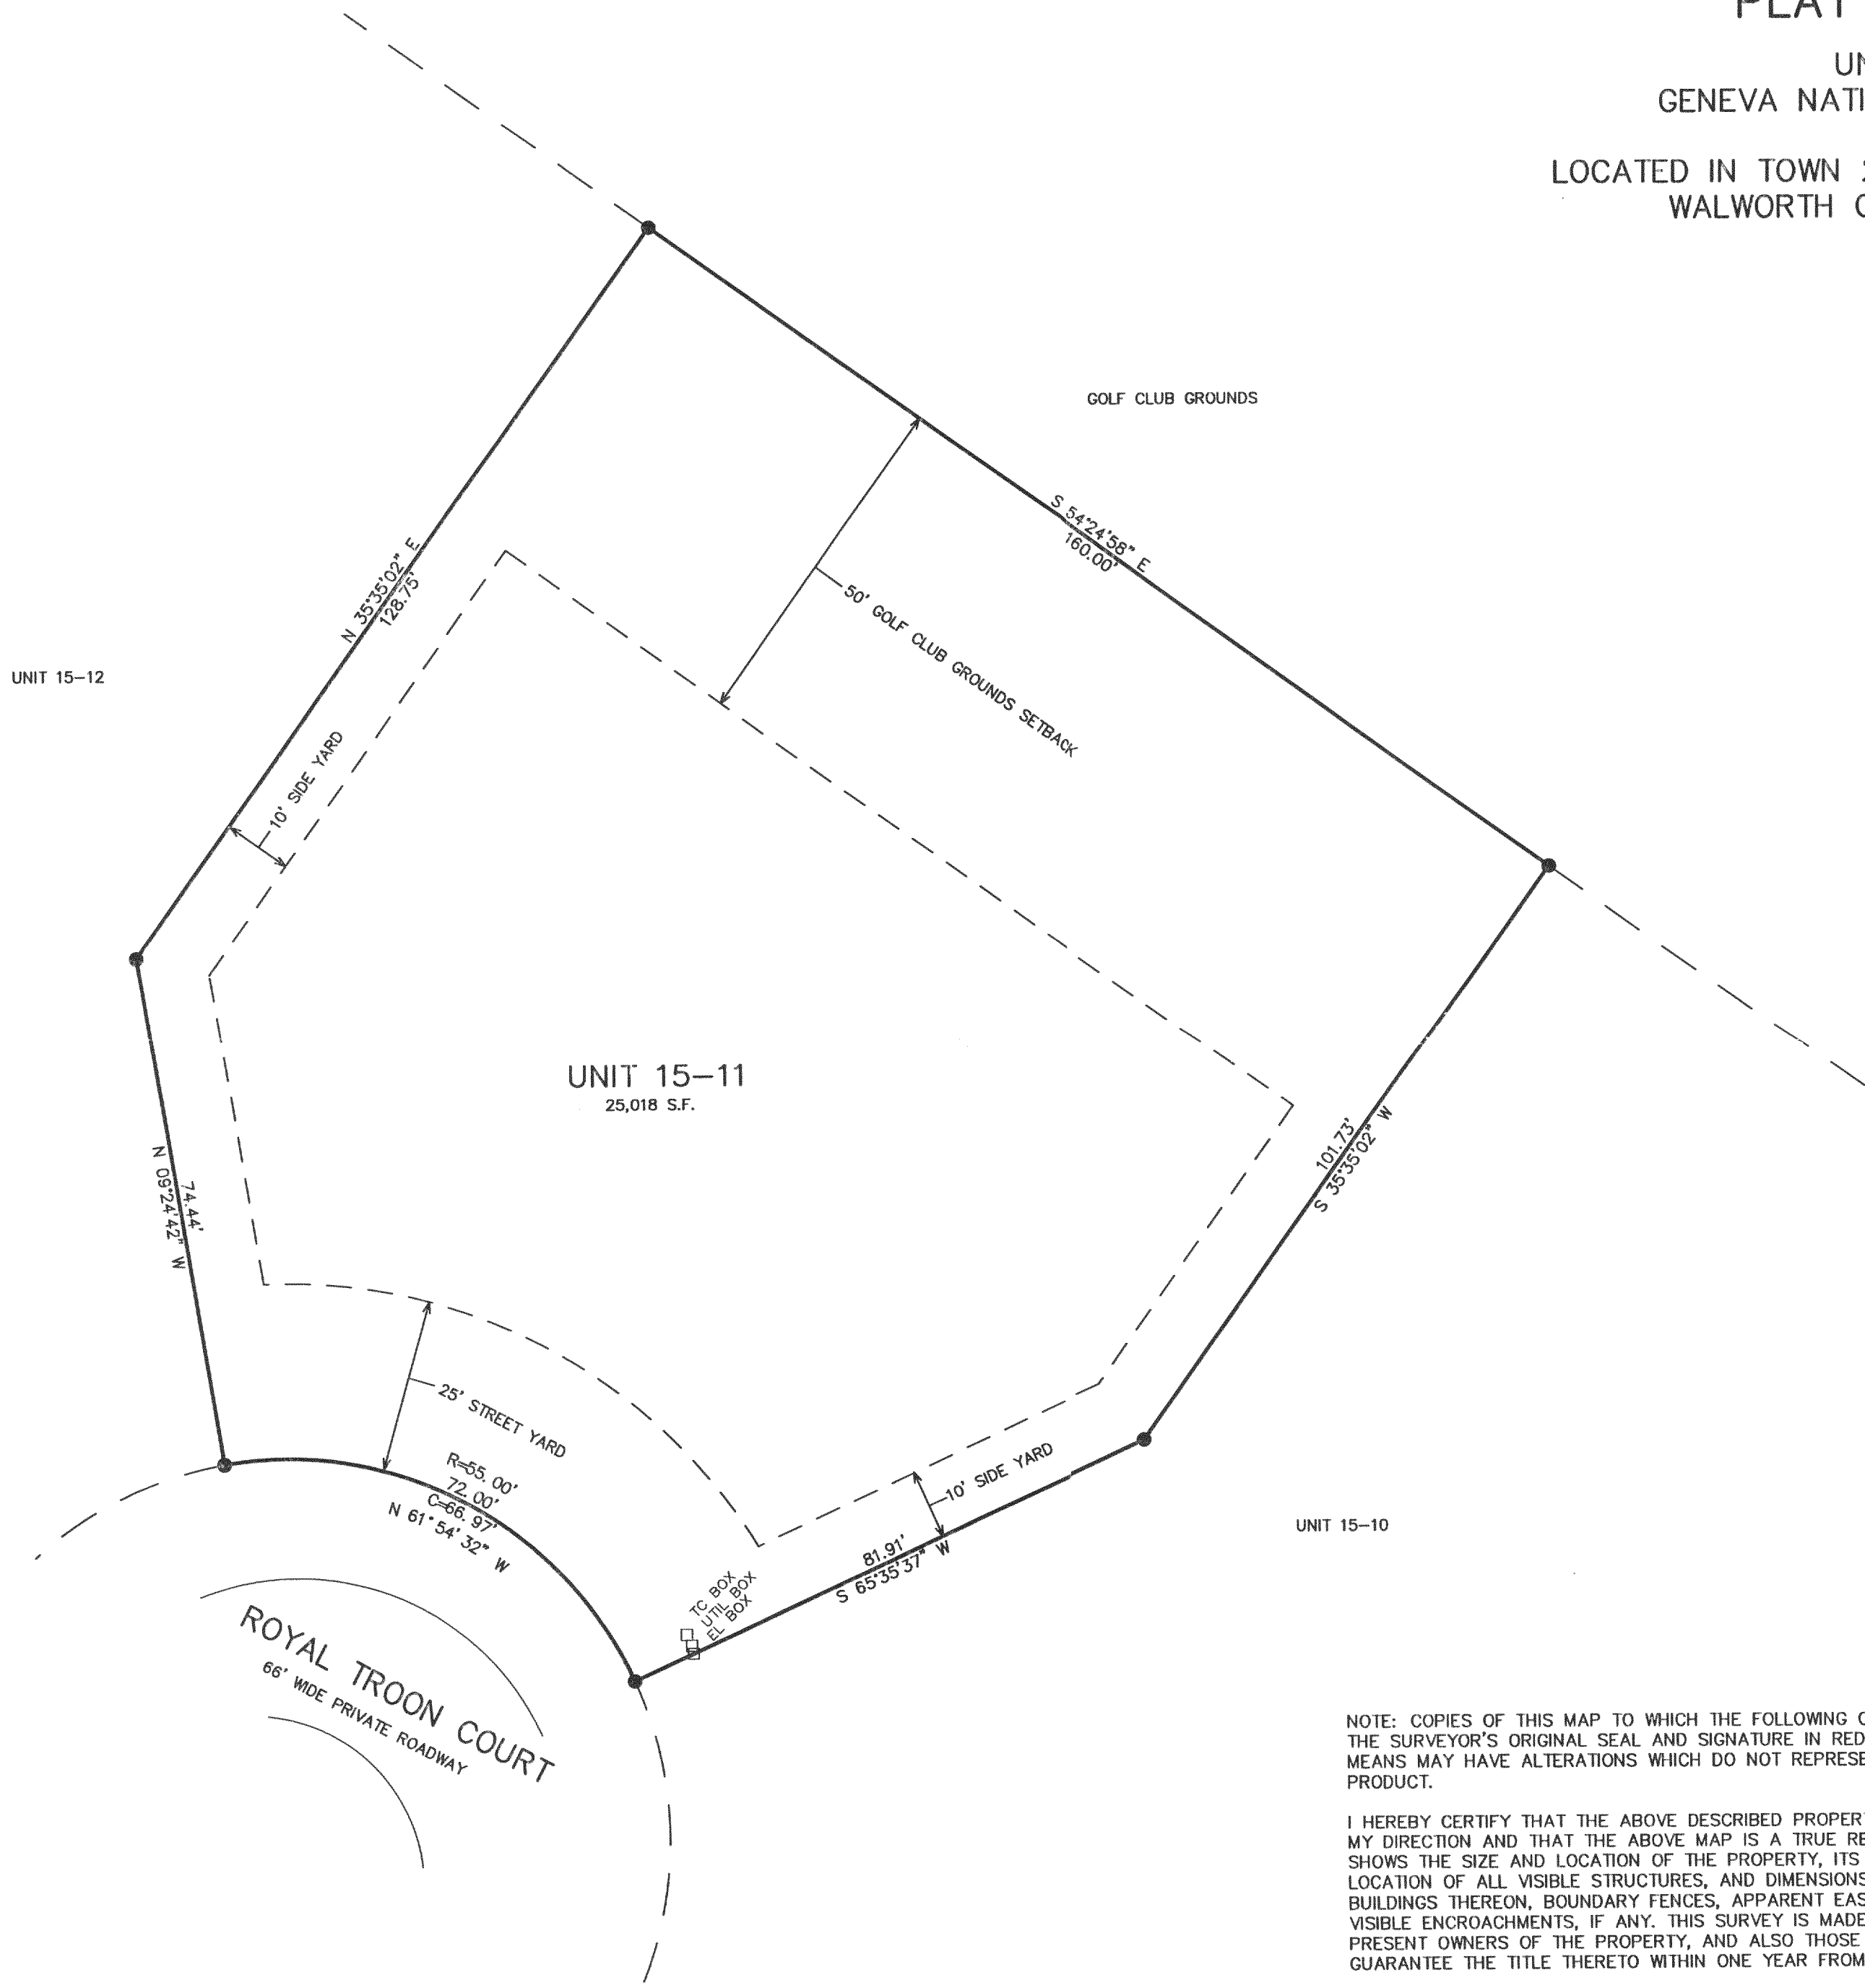 PLAT
GENEVA NATI
LOCATED IN TOWN
WALWORTH
GOLF CLUB GROUNDS
S 54°24'58" E
160.00'
N 35°35'02" E
128.75'
50' GOLF CLUB GROUNDS SETBACK
UNIT 15-12
10' SIDE YARD
UNIT 15-11
25,018 S.F.
101.73'
S 35°35'02" W
74.44'
N 09°24'42" W
25' STREET YARD
R=55.00'
72.00'
C=66.97'
N 61°54'32" W
10' SIDE YARD
UNIT 15-10
81.91'
S 65°35'37" W
TC BOX
UTIL BOX
EL BOX
ROYAL TROON COURT
66' WIDE PRIVATE ROADWAY
NOTE: COPIES OF THIS MAP TO WHICH THE FOLLOWING
THE SURVEYOR'S ORIGINAL SEAL AND SIGNATURE IN RED
MEANS MAY HAVE ALTERATIONS WHICH DO NOT REPRESE
PRODUCT.
I HEREBY CERTIFY THAT THE ABOVE DESCRIBED PROPER
MY DIRECTION AND THAT THE ABOVE MAP IS A TRUE RE
SHOWS THE SIZE AND LOCATION OF THE PROPERTY, ITS
LOCATION OF ALL VISIBLE STRUCTURES, AND DIMENSIONS
BUILDINGS THEREON, BOUNDARY FENCES, APPARENT EAS
VISIBLE ENCROACHMENTS, IF ANY. THIS SURVEY IS MADE
PRESENT OWNERS OF THE PROPERTY, AND ALSO THOSE
GUARANTEE THE TITLE THERETO WITHIN ONE YEAR FROM